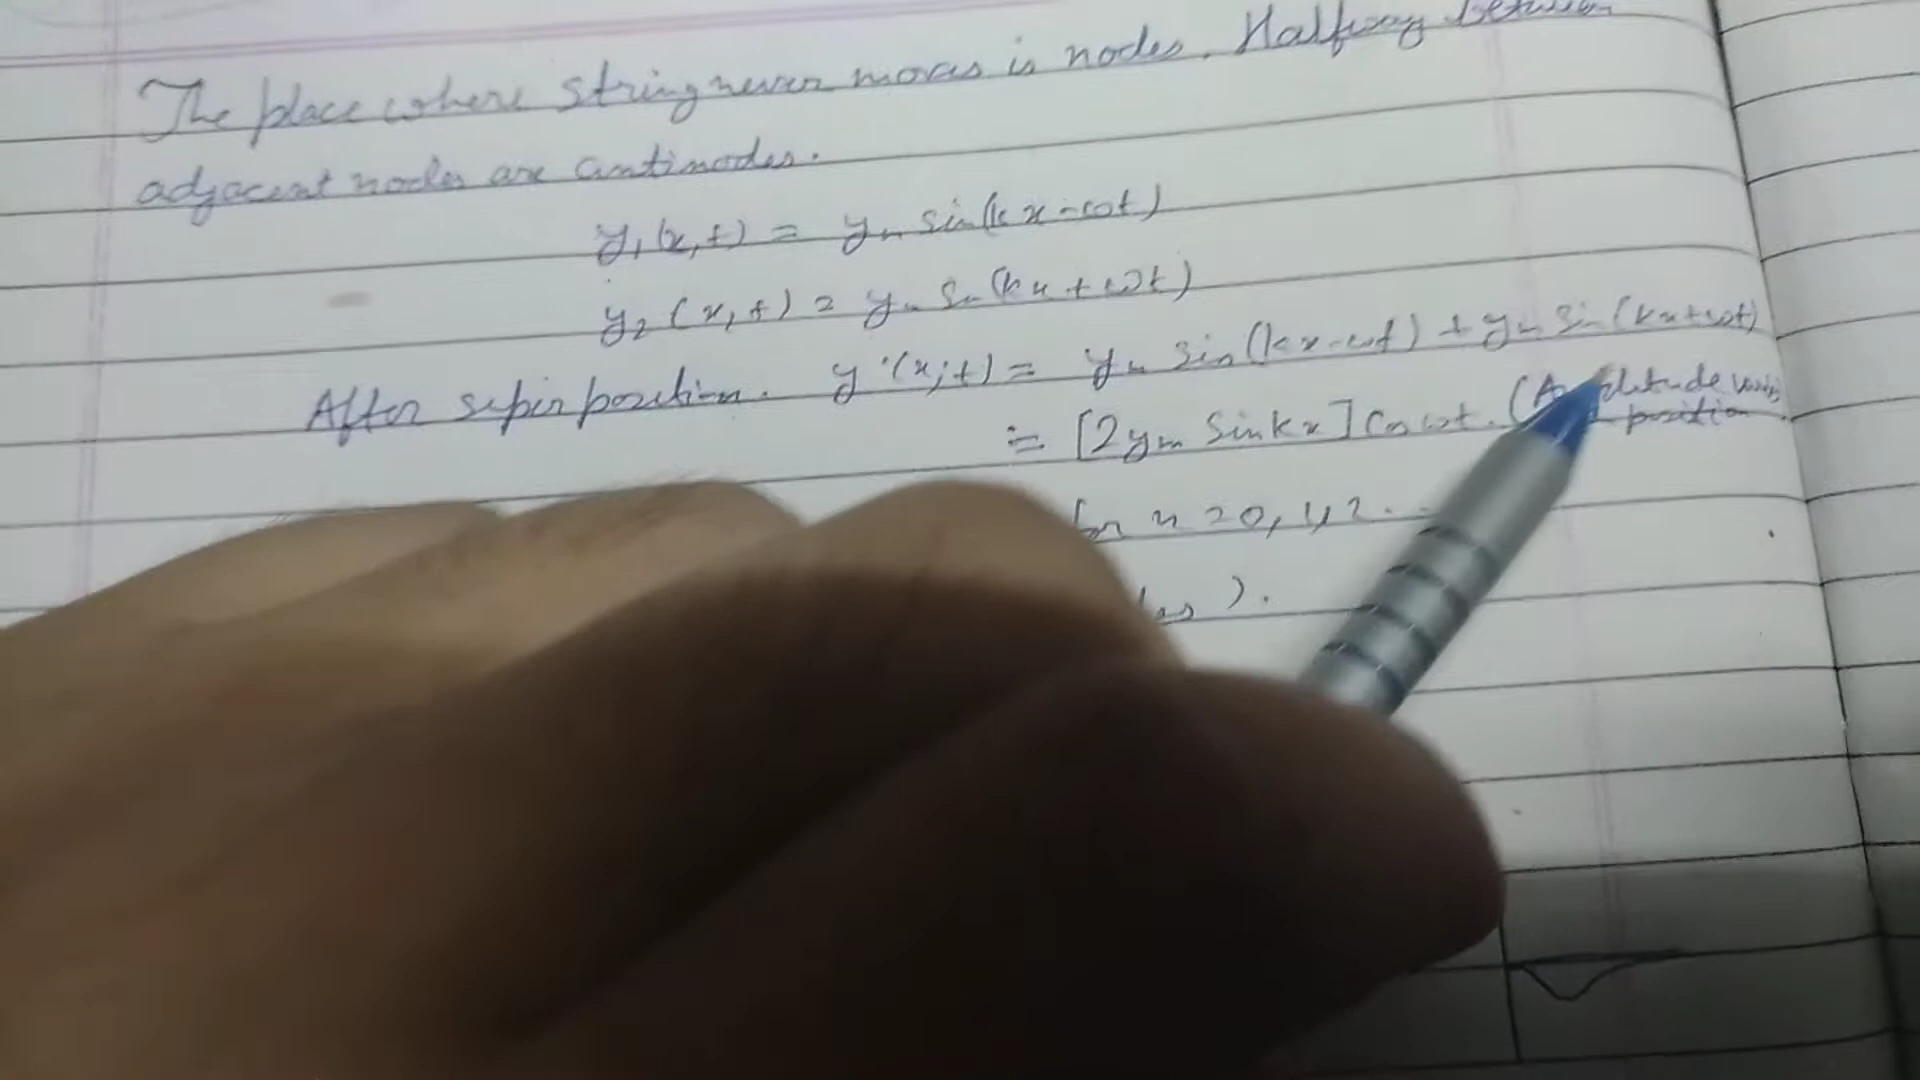 The place where string never moves is nodes. Halfway between
adjacent nodes are antinodes.
y₁(x,t) = yₘ sin(kx-ωt)
y₂(x,t) = yₘ sin(kx+ωt)
After superposition. y'(x,t) = yₘ sin(kx-ωt) + yₘ sin(kx+ωt)
= [2yₘ sin kx] cos ωt. (Amplitude
position
for n = 0, 1, 2...
).